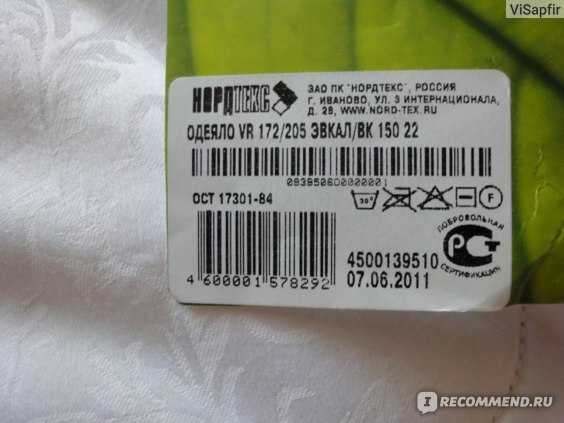 ViSapfir
НОРДТЕКС
ЗАО ПК "НОРДТЕКС", РОССИЯ
Г. ИВАНОВО, УЛ. 3 ИНТЕРНАЦИОНАЛА,
Д. 28, WWW.NORD-TEX.RU
ОДЕЯЛО VR 172/205 ЭВКАЛ/ВК 150 22
093950600000001
ОСТ 17301-84
30°
F
ДОБРОВОЛЬНАЯ
РСТ
СЕРТИФИКАЦИЯ
4500139510
07.06.2011
4 600001 578292
IRECOMMEND.RU